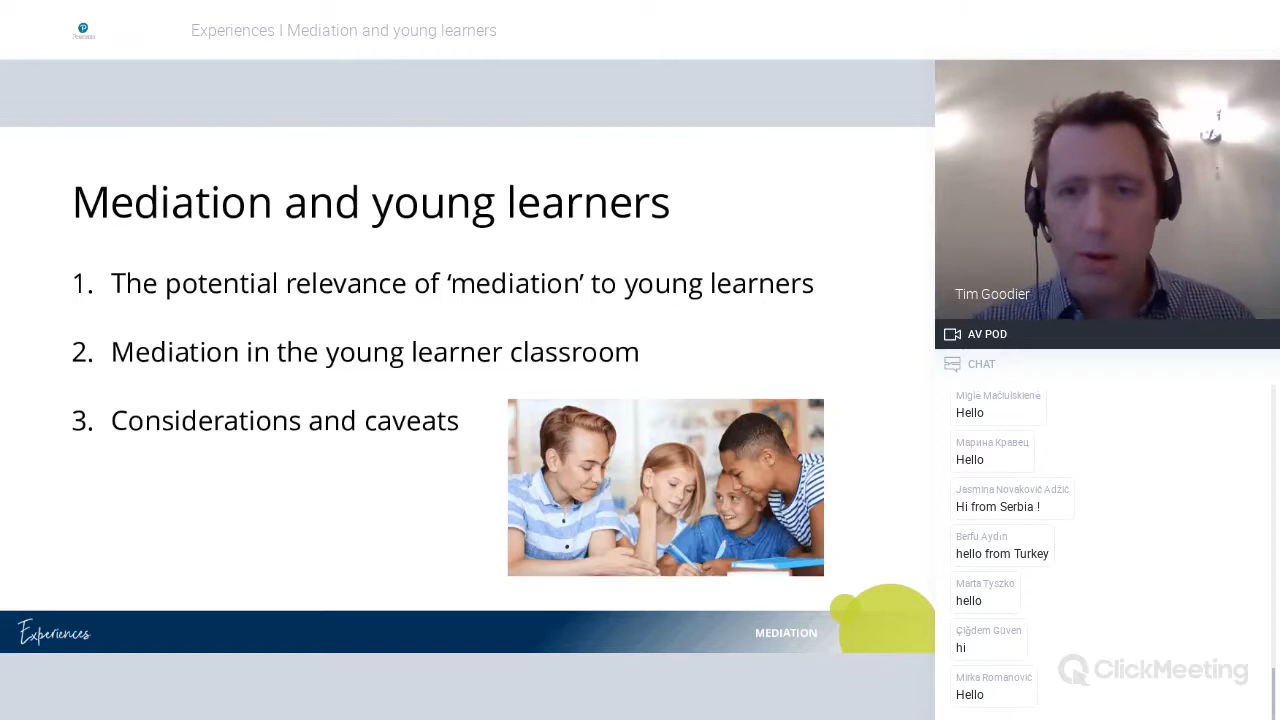 Pearson
Experiences I Mediation and young learners
Mediation and young learners
1. The potential relevance of ‘mediation’ to young learners
2. Mediation in the young learner classroom
3. Considerations and caveats
Experiences
MEDIATION
Tim Goodier
AV POD
CHAT
Miglė Mačiulskienė
Hello
Марина Кравец
Hello
Jasmina Novaković Adžić
Hi from Serbia !
Berfu Aydın
hello from Turkey
Marta Tyszko
hello
Çiğdem Güven
hi
Mirka Romanović
Hello
ClickMeeting